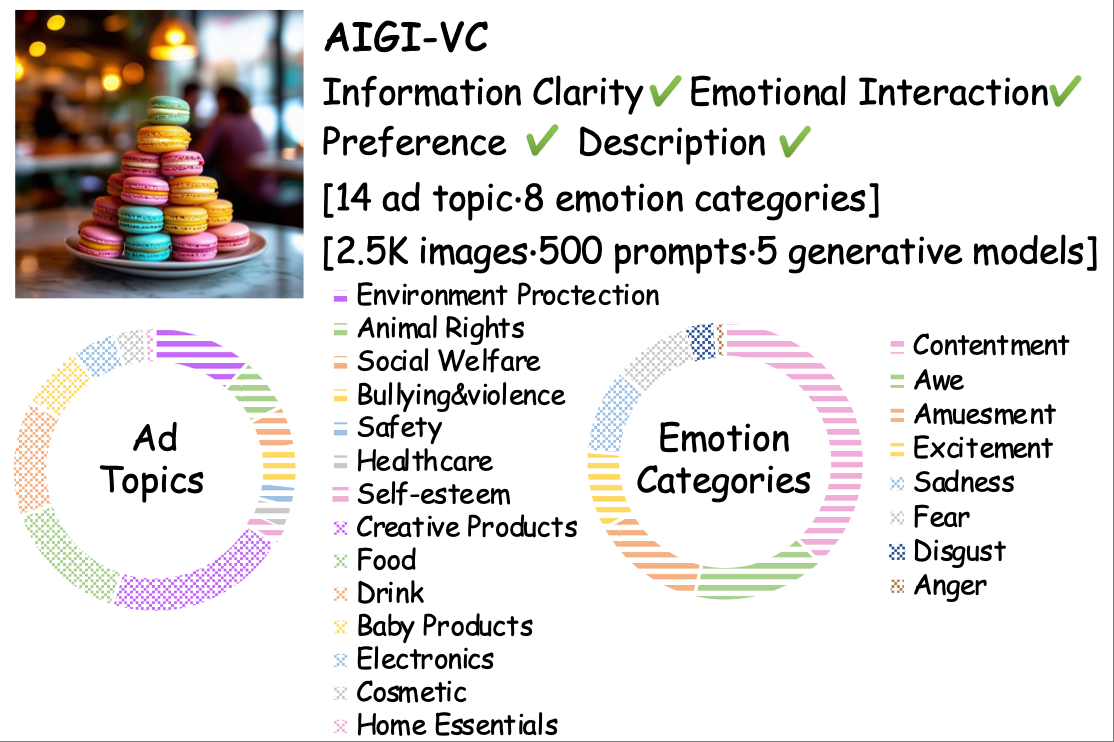 AIGI-VC
Information Clarity✓ Emotional Interaction✓
Preference ✓ Description ✓
[14 ad topic·8 emotion categories]
[2.5K images·500 prompts·5 generative models]
Ad
Topics
Environment Proctection
Animal Rights
Social Welfare
Bullying&violence
Safety
Healthcare
Self-esteem
Creative Products
Food
Drink
Baby Products
Electronics
Cosmetic
Home Essentials
Emotion
Categories
Contentment
Awe
Amuesment
Excitement
Sadness
Fear
Disgust
Anger